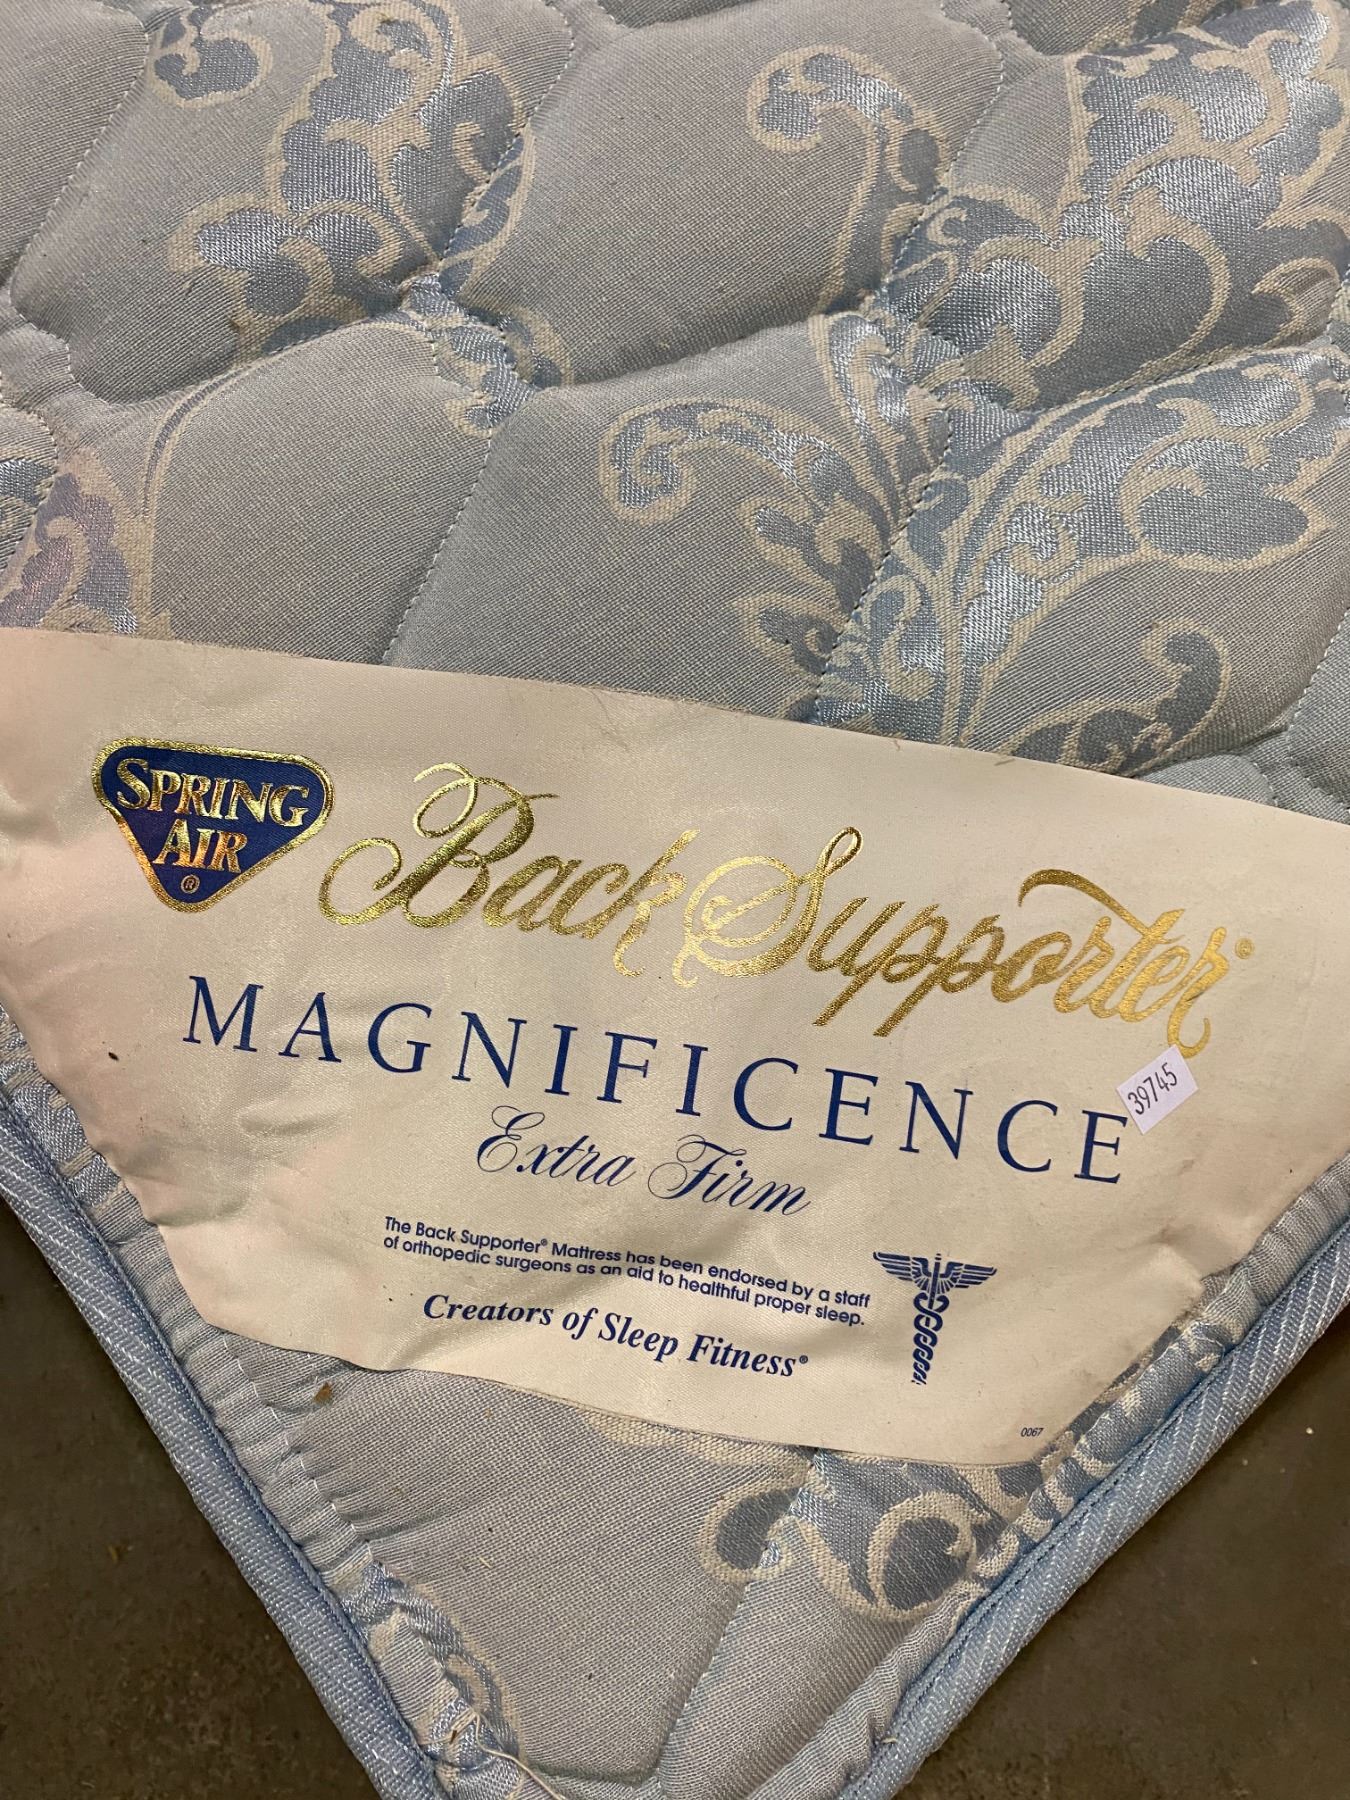 SPRING
AIR
®
Back Supporter®
MAGNIFICENCE
39745
Extra Firm
The Back Supporter® Mattress has been endorsed by a staff
of orthopedic surgeons as an aid to healthful proper sleep.
Creators of Sleep Fitness®
0067